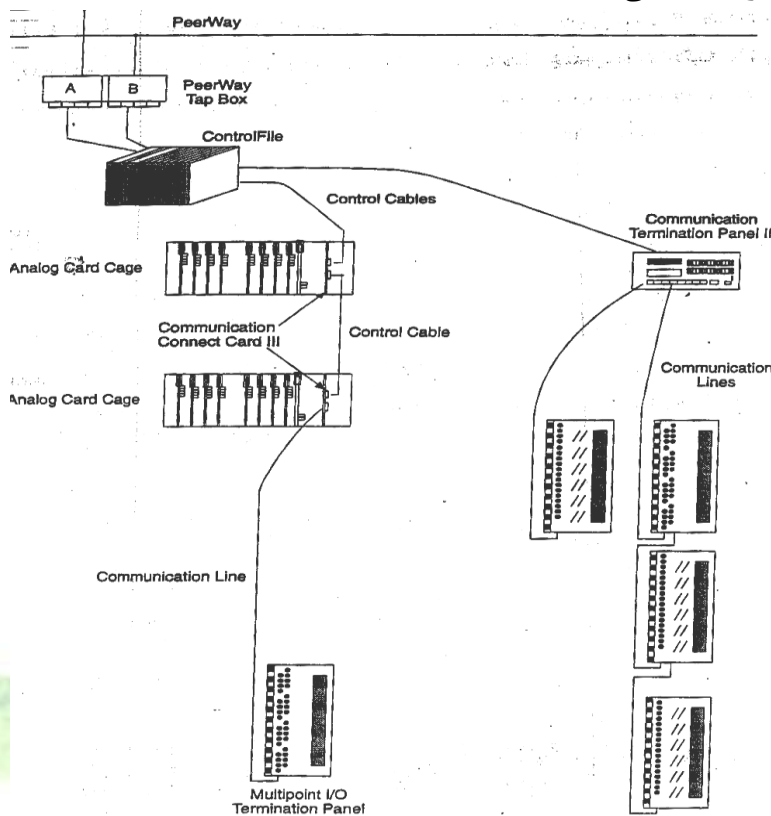 PeerWay
A B
PeerWay
Tap Box
ControlFile
Control Cables
Communication
Termination Panel II
Analog Card Cage
Communication
Connect Card III
Control Cable
Communication
Lines
Analog Card Cage
Communication Line
Multipoint I/O
Termination Panel